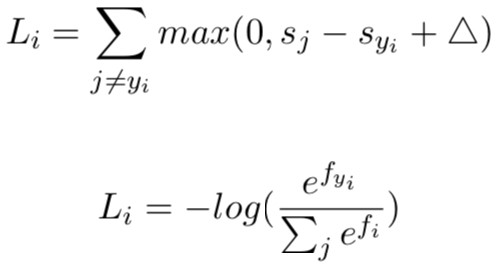 L_i = \sum_{j \neq y_i} max(0, s_j - s_{y_i} + \triangle)
L_i = -log(\frac{e^{f_{y_i}}}{\sum_j e^{f_i}})